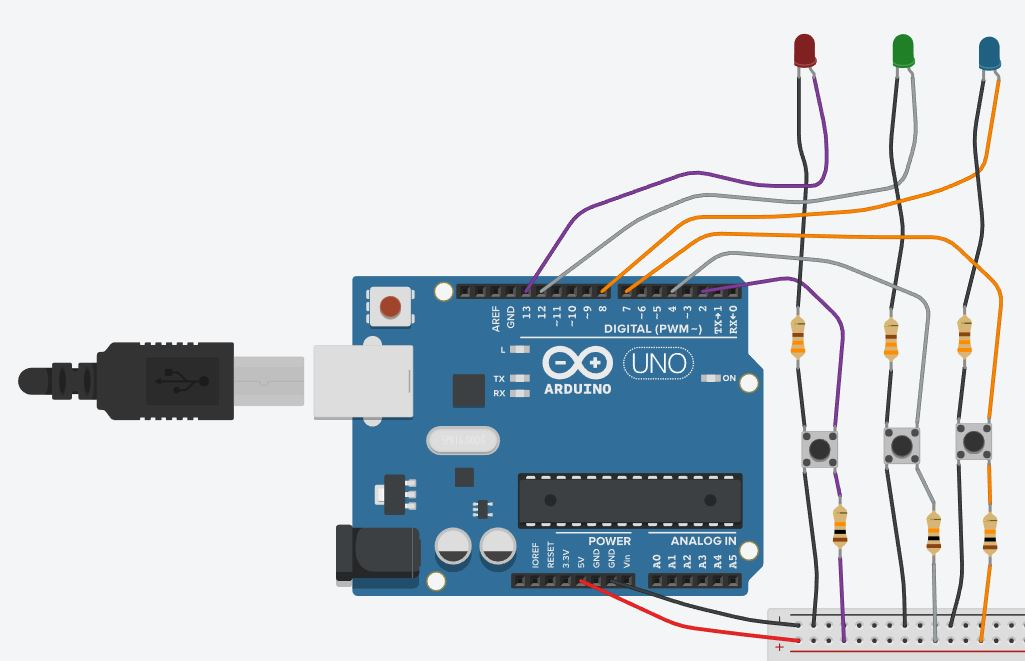 AREF
GND
13
12
~11
~10
~9
8
7
~6
~5
4
~3
2
TX→1
RX←0
DIGITAL (PWM~)
L
TX
RX
UNO
ON
ARDUINO
POWER
ANALOG IN
IOREF
RESET
3.3V
5V
GND
GND
Vin
A0
A1
A2
A3
A4
A5
+